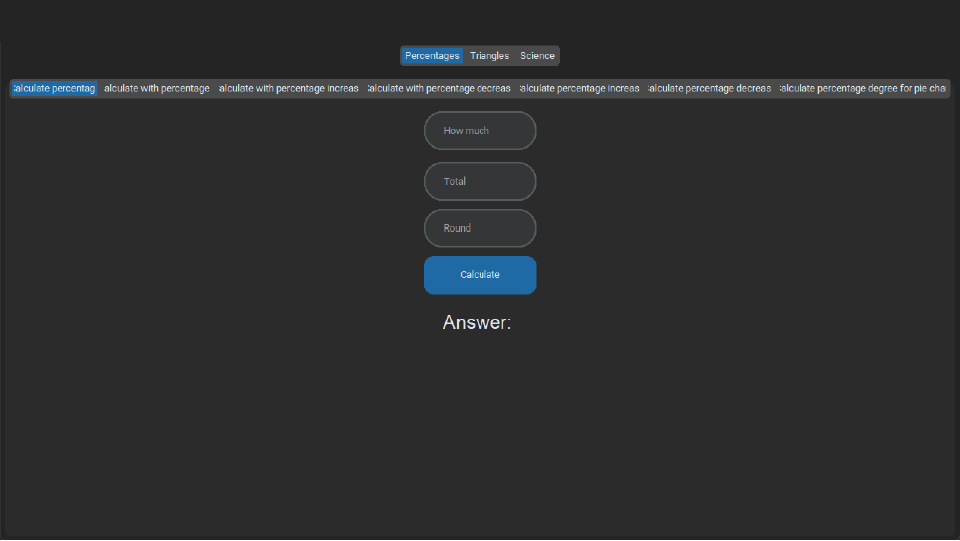 Percentages Triangles Science
alculate percentag alculate with percentage alculate with percentage increas alculate with percentage cecreas alculate percentage increas alculate percentage decreas alculate percentage degree for pie cha
How much
Total
Round
Calculate
Answer: